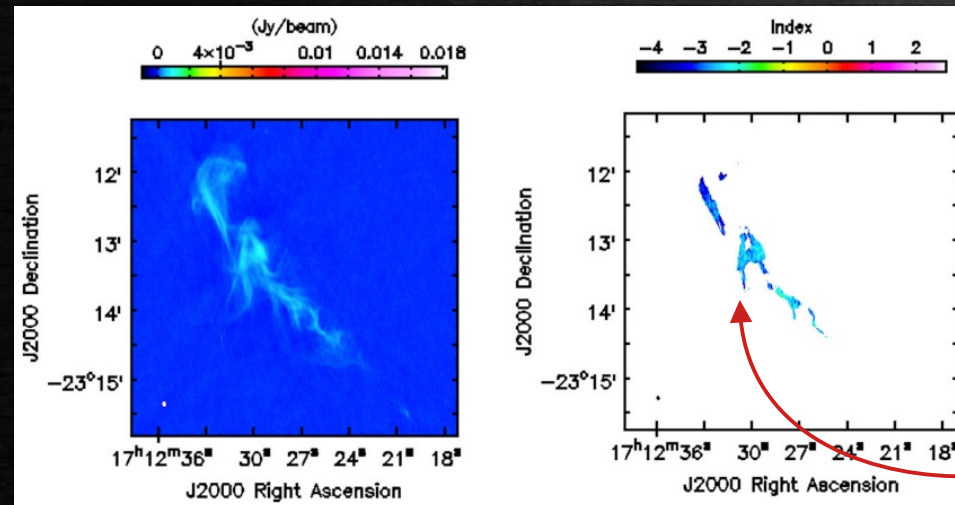 (Jy/beam)
0 4×10⁻³ 0.01 0.014 0.018
J2000 Declination
12'
13'
14'
−23°15'
17ʰ12ᵐ36ˢ 30ˢ 27ˢ 24ˢ 21ˢ 18ˢ
J2000 Right Ascension
Index
−4 −3 −2 −1 0 1 2
J2000 Declination
12'
13'
14'
−23°15'
17ʰ12ᵐ36ˢ 30ˢ 27ˢ 24ˢ 21ˢ
J2000 Right Ascension